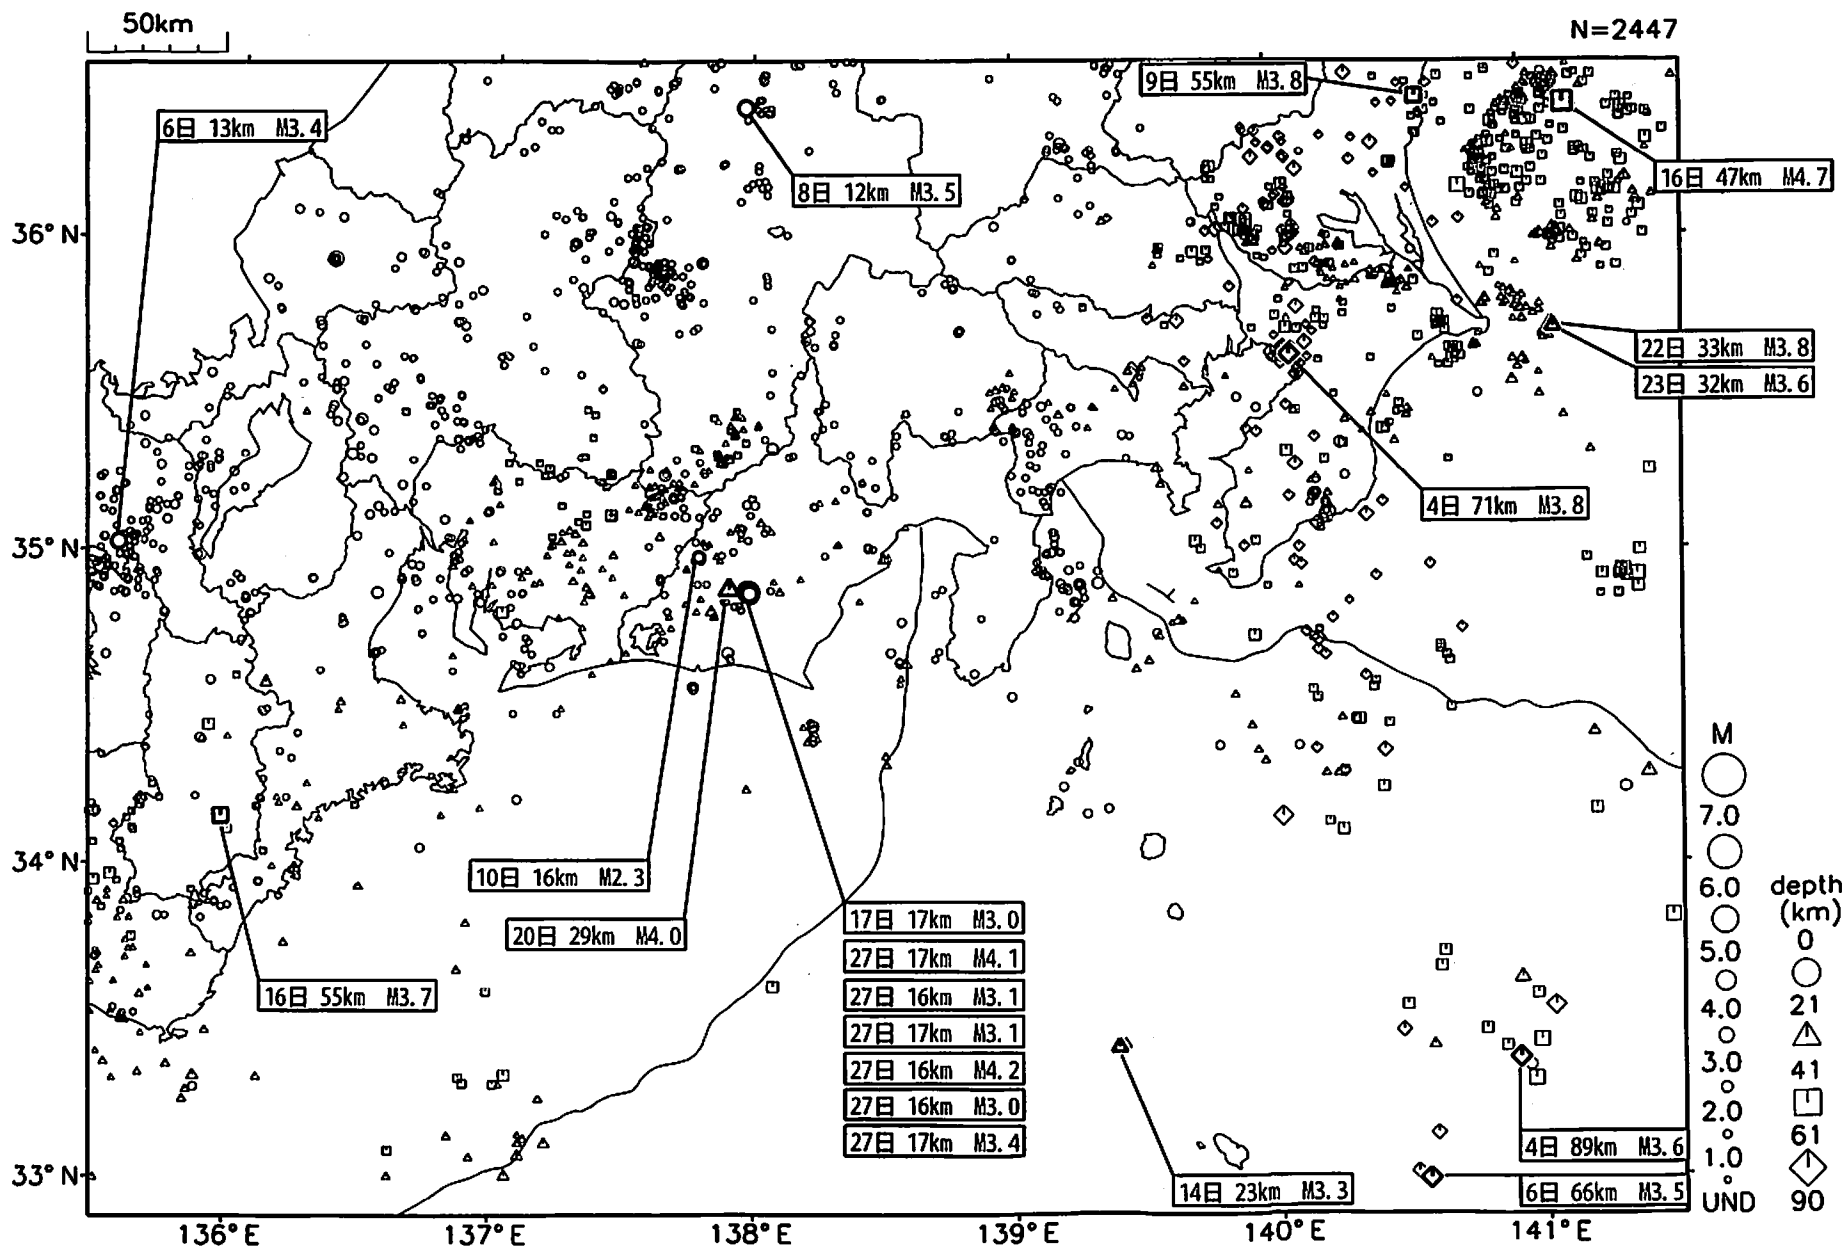 50km
N=2447
9日 55km M3.8
6日 13km M3.4
16日 47km M4.7
8日 12km M3.5
36°N
22日 33km M3.8
23日 32km M3.6
4日 71km M3.8
35°N
M
7.0
6.0
5.0
4.0
3.0
2.0
1.0
UND
depth
(km)
0
21
41
61
90
34°N
10日 16km M2.3
20日 29km M4.0
17日 17km M3.0
27日 17km M4.1
27日 16km M3.1
27日 17km M3.1
27日 16km M4.2
27日 16km M3.0
27日 17km M3.4
16日 55km M3.7
4日 89km M3.6
33°N
14日 23km M3.3
6日 66km M3.5
136°E
137°E
138°E
139°E
140°E
141°E